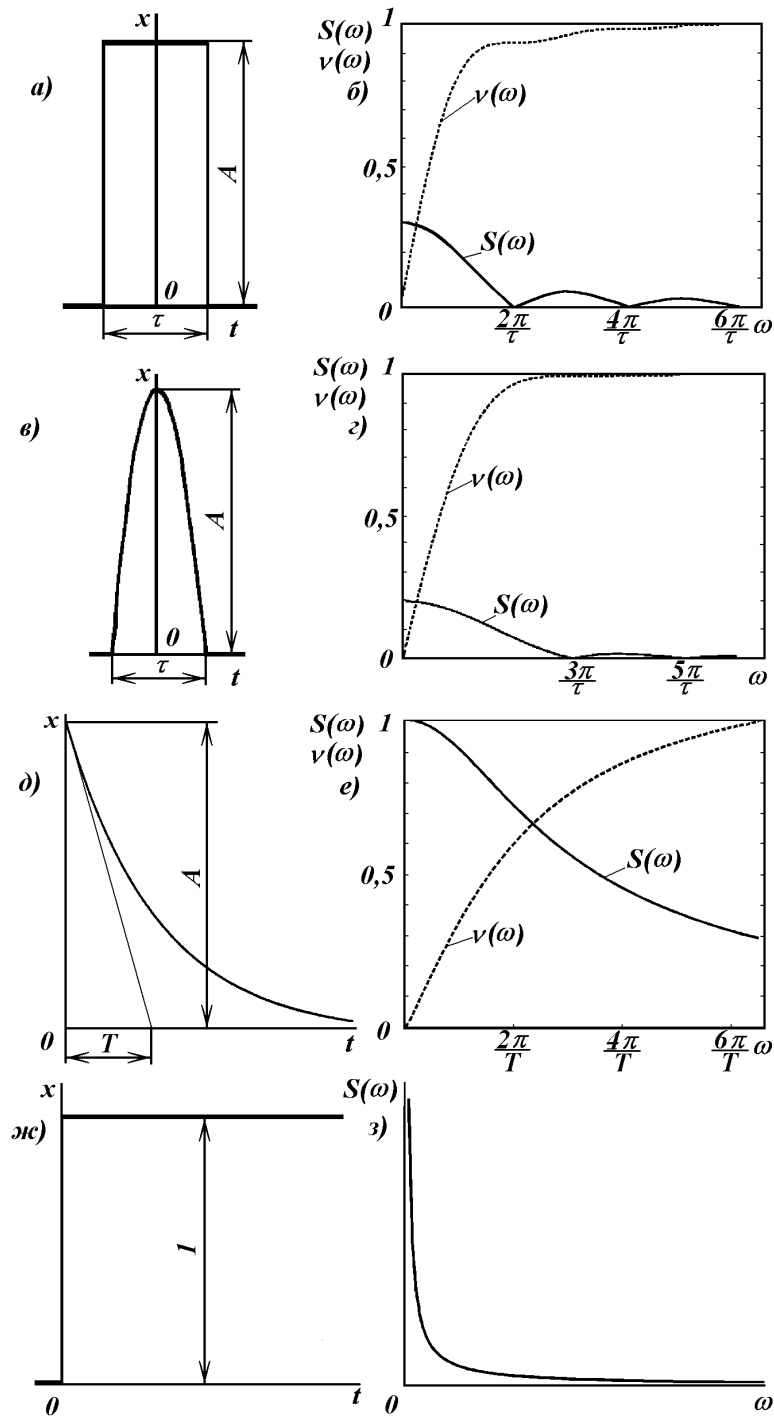 x
а)
A
0
τ
t
S(ω)
ν(ω)
б)
1
ν(ω)
0,5
S(ω)
0
2π/τ
4π/τ
6π/τ
ω
x
в)
A
0
τ
t
S(ω)
ν(ω)
г)
1
ν(ω)
0,5
S(ω)
0
3π/τ
5π/τ
ω
x
д)
A
0
T
t
S(ω)
ν(ω)
е)
1
0,5
S(ω)
ν(ω)
0
2π/T
4π/T
6π/T
ω
x
ж)
1
0
t
S(ω)
з)
0
ω